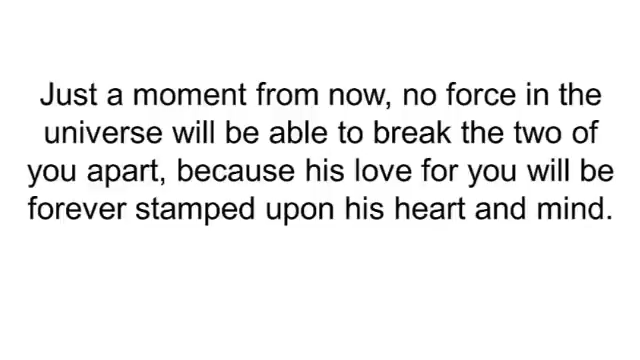 Just a moment from now, no force in the
universe will be able to break the two of
you apart, because his love for you will be
forever stamped upon his heart and mind.